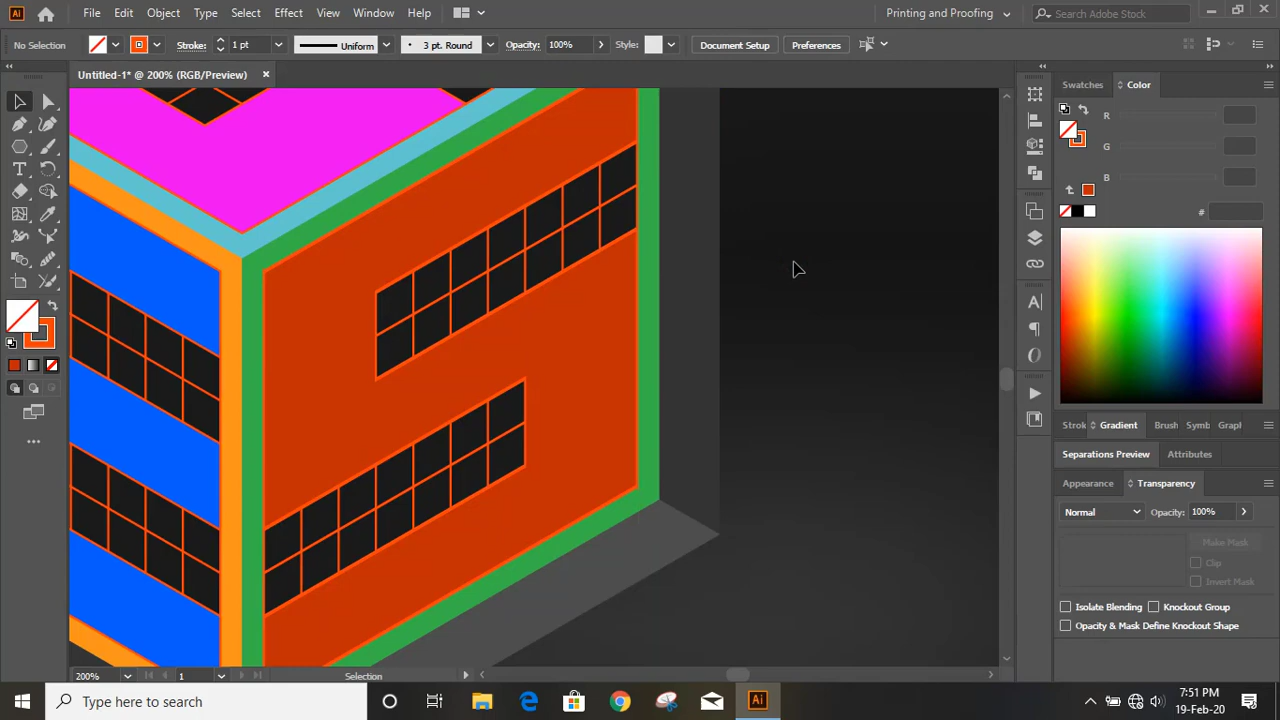 Ai
File Edit Object Type Select Effect View Window Help
Printing and Proofing
Search Adobe Stock
No Selection
Stroke: 1 pt
Uniform
3 pt. Round
Opacity: 100%
Style:
Document Setup
Preferences
Untitled-1* @ 200% (RGB/Preview)
Swatches Color
R
G
B
#
Strok Gradient Brush Symb Graph
Separations Preview Attributes
Appearance Transparency
Normal Opacity: 100%
Make Mask
Clip
Invert Mask
Isolate Blending Knockout Group
Opacity & Mask Define Knockout Shape
200% 1 Selection
Type here to search
Ai
7:51 PM
19-Feb-20